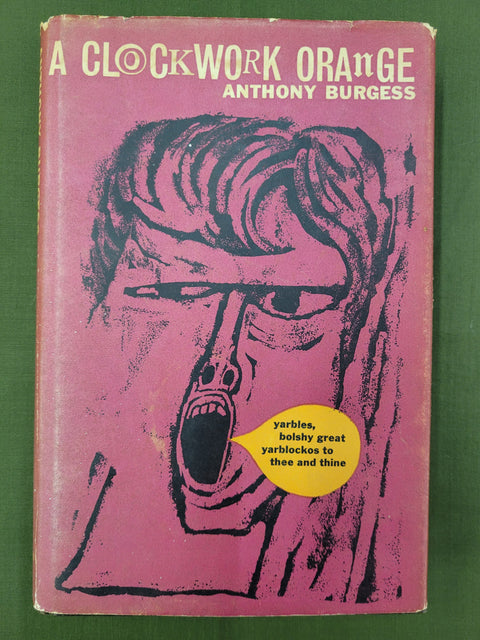 A CLOCKWORK ORANGE
ANTHONY BURGESS
yarbles,
bolshy great
yarblockos to
thee and thine